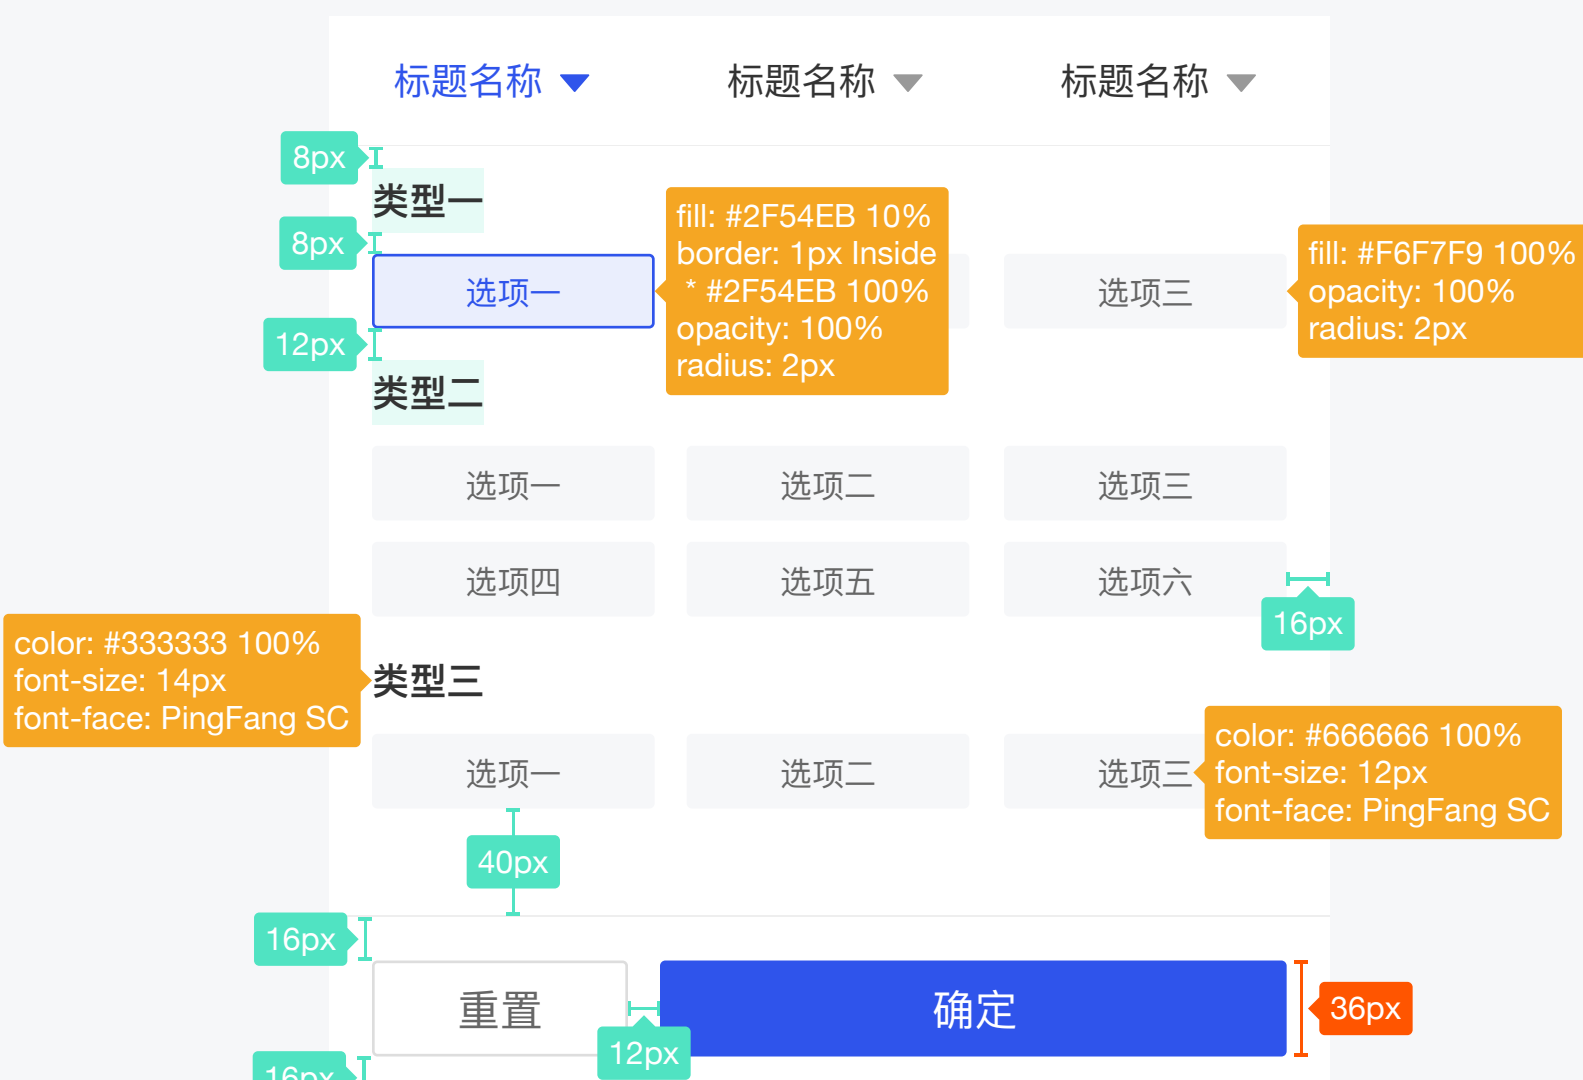 标题名称 标题名称 标题名称
8px
类型一
8px
选项一
fill: #2F54EB 10%
border: 1px Inside
* #2F54EB 100%
opacity: 100%
radius: 2px
选项三
fill: #F6F7F9 100%
opacity: 100%
radius: 2px
12px
类型二
选项一 选项二 选项三
选项四 选项五 选项六
16px
color: #333333 100%
font-size: 14px
font-face: PingFang SC
类型三
选项一 选项二 选项三
color: #666666 100%
font-size: 12px
font-face: PingFang SC
40px
16px
重置 确定
36px
12px
16px